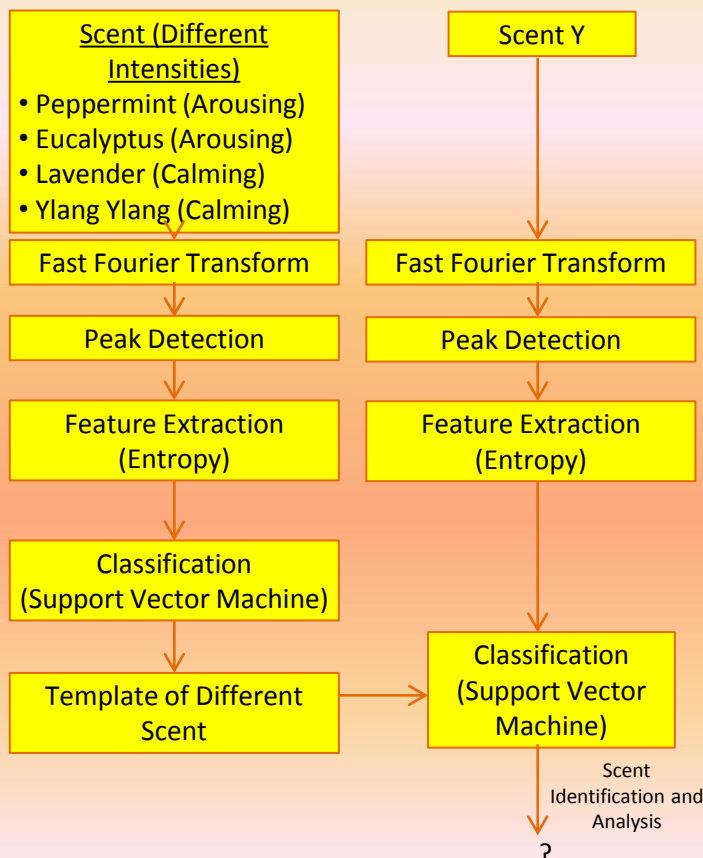 Scent (Different
Intensities)
• Peppermint (Arousing)
• Eucalyptus (Arousing)
• Lavender (Calming)
• Ylang Ylang (Calming)
Fast Fourier Transform
Peak Detection
Feature Extraction
(Entropy)
Classification
(Support Vector Machine)
Template of Different
Scent
Scent Y
Fast Fourier Transform
Peak Detection
Feature Extraction
(Entropy)
Classification
(Support Vector
Machine)
Scent
Identification and
Analysis
?